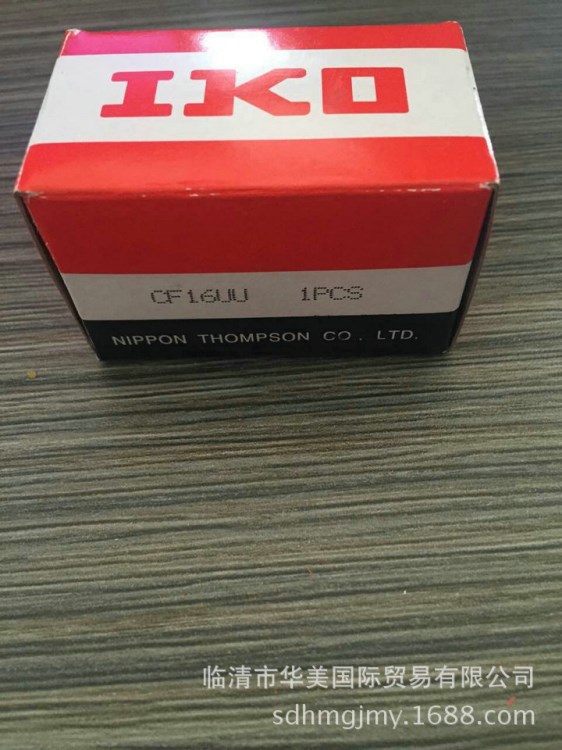 IKO
CF16UU 1PCS
NIPPON THOMPSON CO., LTD.
临清市华美国际贸易有限公司
sdhmgjmy.1688.com